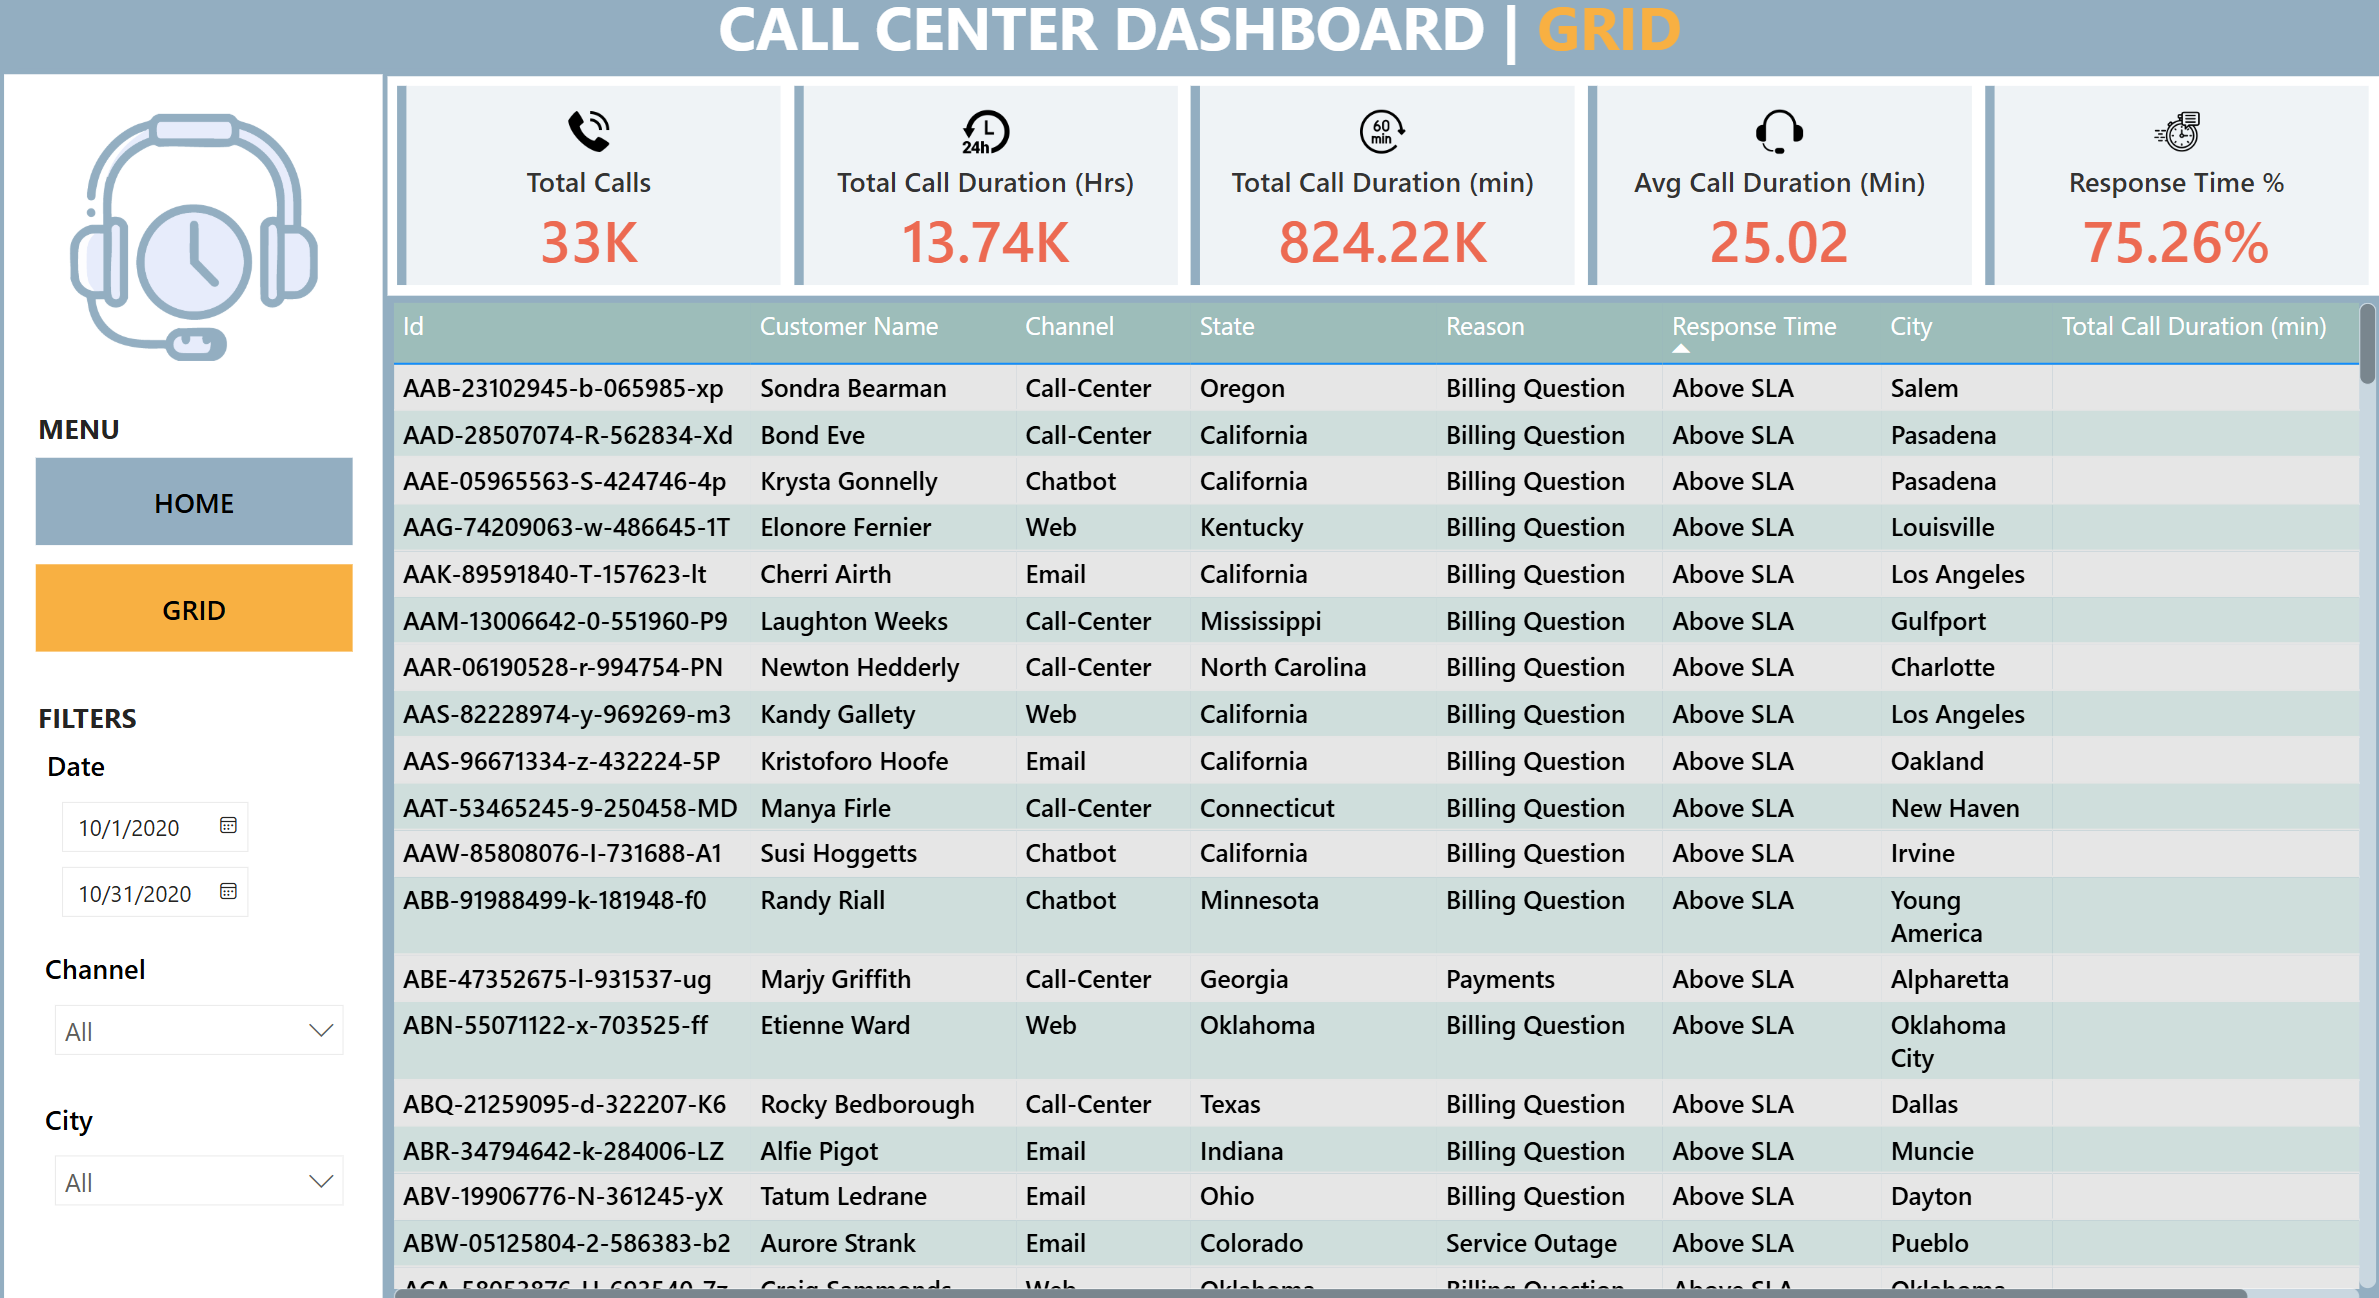 CALL CENTER DASHBOARD | GRID
Total Calls
33K
24h
Total Call Duration (Hrs)
13.74K
60
min
Total Call Duration (min)
824.22K
Avg Call Duration (Min)
25.02
Response Time %
75.26%
MENU
HOME
GRID
FILTERS
Date
10/1/2020
10/31/2020
Channel
All
City
All
Id Customer Name Channel State Reason Response Time City Total Call Duration (min)
AAB-23102945-b-065985-xp Sondra Bearman Call-Center Oregon Billing Question Above SLA Salem
AAD-28507074-R-562834-Xd Bond Eve Call-Center California Billing Question Above SLA Pasadena
AAE-05965563-S-424746-4p Krysta Gonnelly Chatbot California Billing Question Above SLA Pasadena
AAG-74209063-w-486645-1T Elonore Fernier Web Kentucky Billing Question Above SLA Louisville
AAK-89591840-T-157623-lt Cherri Airth Email California Billing Question Above SLA Los Angeles
AAM-13006642-0-551960-P9 Laughton Weeks Call-Center Mississippi Billing Question Above SLA Gulfport
AAR-06190528-r-994754-PN Newton Hedderly Call-Center North Carolina Billing Question Above SLA Charlotte
AAS-82228974-y-969269-m3 Kandy Gallety Web California Billing Question Above SLA Los Angeles
AAS-96671334-z-432224-5P Kristoforo Hoofe Email California Billing Question Above SLA Oakland
AAT-53465245-9-250458-MD Manya Firle Call-Center Connecticut Billing Question Above SLA New Haven
AAW-85808076-I-731688-A1 Susi Hoggetts Chatbot California Billing Question Above SLA Irvine
ABB-91988499-k-181948-f0 Randy Riall Chatbot Minnesota Billing Question Above SLA Young
America
ABE-47352675-l-931537-ug Marjy Griffith Call-Center Georgia Payments Above SLA Alpharetta
ABN-55071122-x-703525-ff Etienne Ward Web Oklahoma Billing Question Above SLA Oklahoma
City
ABQ-21259095-d-322207-K6 Rocky Bedborough Call-Center Texas Billing Question Above SLA Dallas
ABR-34794642-k-284006-LZ Alfie Pigot Email Indiana Billing Question Above SLA Muncie
ABV-19906776-N-361245-yX Tatum Ledrane Email Ohio Billing Question Above SLA Dayton
ABW-05125804-2-586383-b2 Aurore Strank Email Colorado Service Outage Above SLA Pueblo
Craig Sammonds Web Oklahoma Billing Question Above SLA Oklahoma